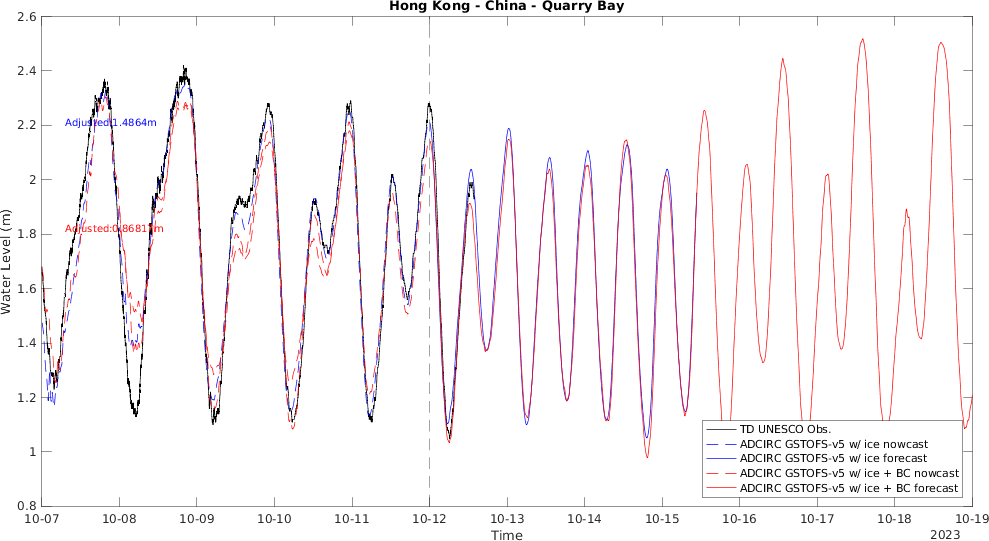 Hong Kong - China - Quarry Bay
2.6
2.4
2.2
2
1.8
1.6
1.4
1.2
1
0.8
Water Level (m)
Adjusted:1.4864m
TD UNESCO Obs.
ADCIRC GSTOFS-v5 w/ ice nowcast
ADCIRC GSTOFS-v5 w/ ice forecast
ADCIRC GSTOFS-v5 w/ ice + BC nowcast
ADCIRC GSTOFS-v5 w/ ice + BC forecast
10-07 10-08 10-09 10-10 10-11 10-12 10-13 10-14 10-15 10-16 10-17 10-18 10-19
Time
2023